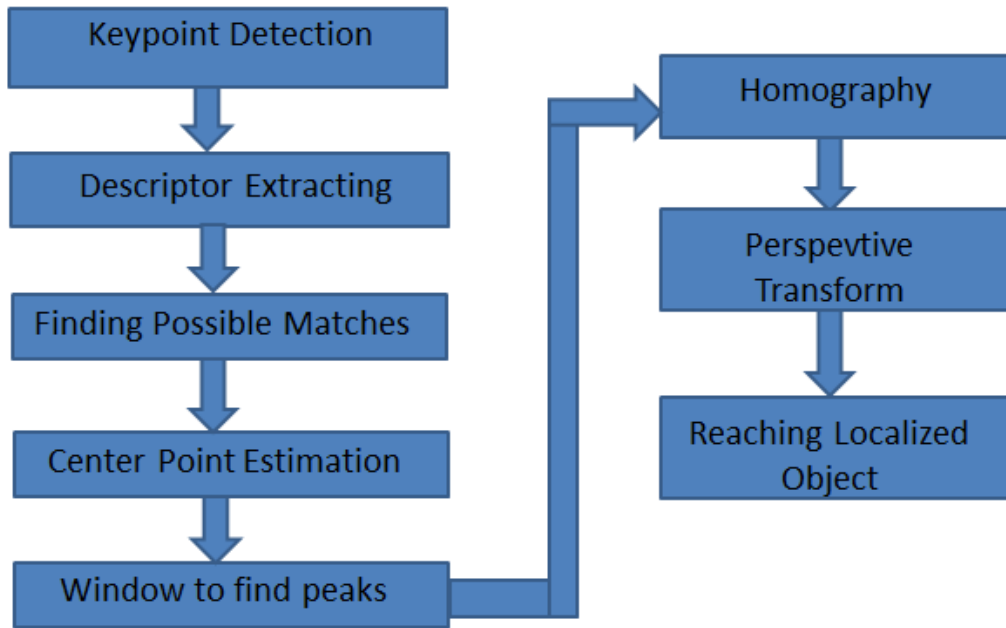 Keypoint Detection
Descriptor Extracting
Finding Possible Matches
Center Point Estimation
Window to find peaks
Homography
Perspevtive
Transform
Reaching Localized
Object